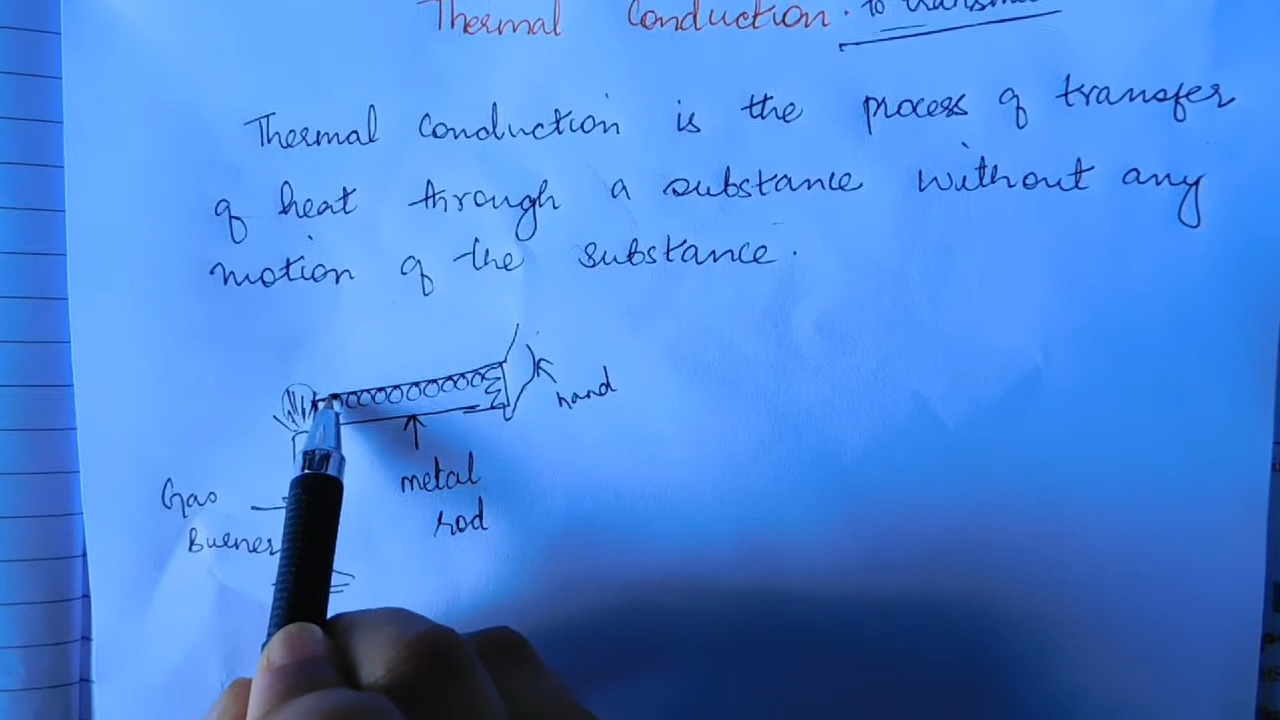 Thermal Conduction. to
Thermal conduction is the process of transfer
of heat through a substance without any
motion of the substance.
hand
metal
rod
Gas
Burner